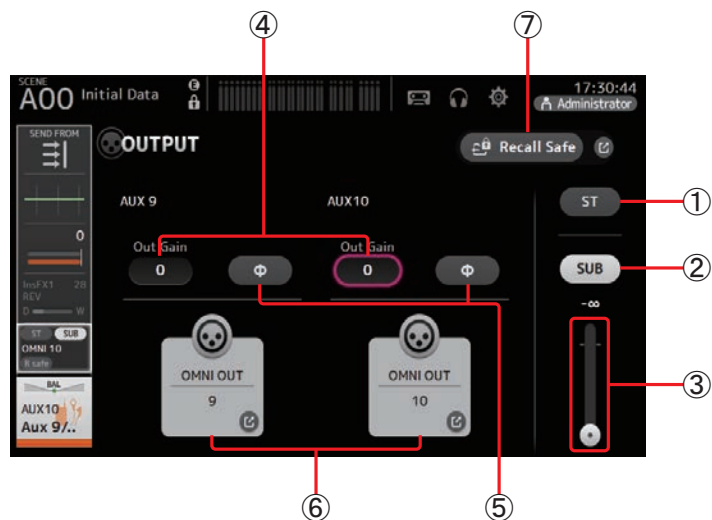 ④ ⑦
SCENE
A00 Initial Data E 17:30:44
Administrator
SEND FROM
OUTPUT Recall Safe
AUX 9 AUX10 ST ①
0
Out Gain Out Gain
0 Φ 0 Φ SUB ②
InsFX1 28
REV
D W
-∞
ST SUB
OMNI 10
R safe
OMNI OUT OMNI OUT
9 10
③
BAL
AUX10
Aux 9/..
⑥ ⑤